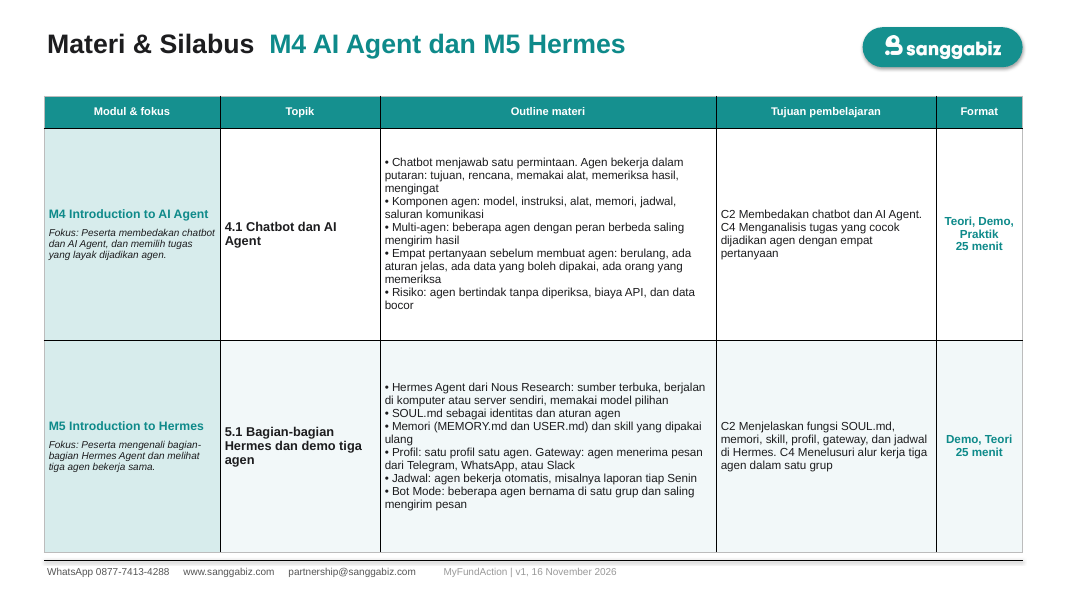 Materi & Silabus M4 AI Agent dan M5 Hermes
sanggabiz
Modul & fokus
Topik
Outline materi
Tujuan pembelajaran
Format
M4 Introduction to AI Agent
Fokus: Peserta membedakan chatbot
dan AI Agent, dan memilih tugas
yang layak dijadikan agen.
4.1 Chatbot dan AI
Agent
• Chatbot menjawab satu permintaan. Agen bekerja dalam
putaran: tujuan, rencana, memakai alat, memeriksa hasil,
mengingat
• Komponen agen: model, instruksi, alat, memori, jadwal,
saluran komunikasi
• Multi-agen: beberapa agen dengan peran berbeda saling
mengirim hasil
• Empat pertanyaan sebelum membuat agen: berulang, ada
aturan jelas, ada data yang boleh dipakai, ada orang yang
memeriksa
• Risiko: agen bertindak tanpa diperiksa, biaya API, dan data
bocor
C2 Membedakan chatbot dan AI Agent.
C4 Menganalisis tugas yang cocok
dijadikan agen dengan empat
pertanyaan
Teori, Demo,
Praktik
25 menit
M5 Introduction to Hermes
Fokus: Peserta mengenali bagian-
bagian Hermes Agent dan melihat
tiga agen bekerja sama.
5.1 Bagian-bagian
Hermes dan demo tiga
agen
• Hermes Agent dari Nous Research: sumber terbuka, berjalan
di komputer atau server sendiri, memakai model pilihan
• SOUL.md sebagai identitas dan aturan agen
• Memori (MEMORY.md dan USER.md) dan skill yang dipakai
ulang
• Profil: satu profil satu agen. Gateway: agen menerima pesan
dari Telegram, WhatsApp, atau Slack
• Jadwal: agen bekerja otomatis, misalnya laporan tiap Senin
• Bot Mode: beberapa agen bernama di satu grup dan saling
mengirim pesan
C2 Menjelaskan fungsi SOUL.md,
memori, skill, profil, gateway, dan jadwal
di Hermes. C4 Menelusuri alur kerja tiga
agen dalam satu grup
Demo, Teori
25 menit
WhatsApp 0877-7413-4288 www.sanggabiz.com partnership@sanggabiz.com MyFundAction | v1, 16 November 2026